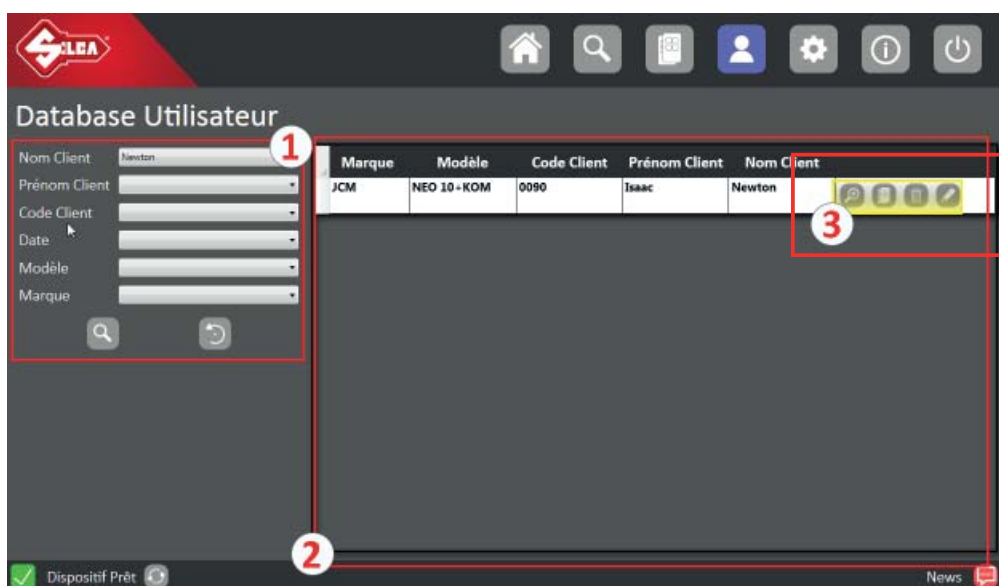 SILCA
Database Utilisateur
1
Nom Client Newton
Prénom Client
Code Client
Date
Modèle
Marque
Marque Modèle Code Client Prénom Client Nom Client
JCM NEO 10+KOM 0090 Isaac Newton
3
2
Dispositif Prêt
News